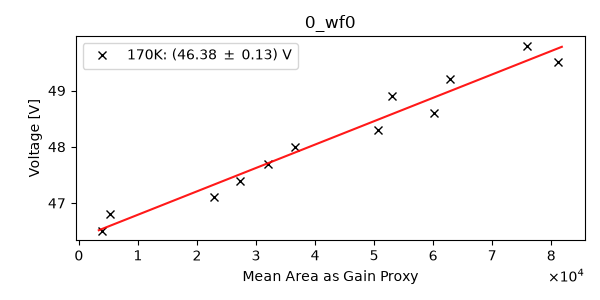 0_wf0
170K: (46.38 ± 0.13) V
Voltage [V]
49
48
47
0 1 2 3 4 5 6 7 8
Mean Area as Gain Proxy
×10⁴